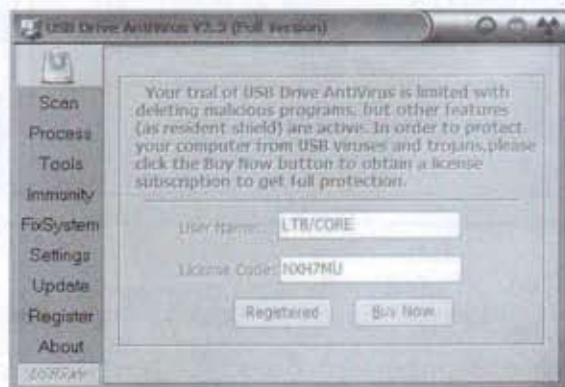 USB Drive AntiVirus V2.3 (Full Version)
Scan
Process
Tools
Immunity
FixSystem
Settings
Update
Register
About
Your trial of USB Drive AntiVirus is limited with
deleting malicious programs, but other features
(as resident shield) are active. In order to protect
your computer from USB viruses and trojans,please
click the Buy Now button to obtain a license
subscription to get full protection.
User Name:
LTB/CORE
License Code:
NXH7MU
Registered
Buy Now